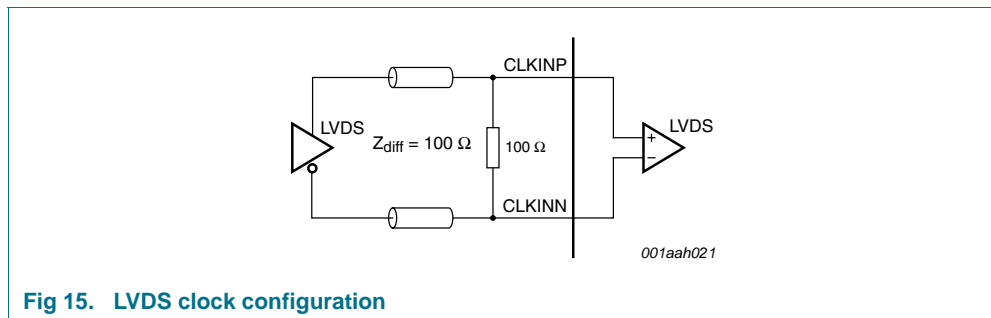 CLKINP
LVDS
LVDS
Zdiff = 100 Ω
100 Ω
+
−
CLKINN
001aah021
Fig 15. LVDS clock configuration